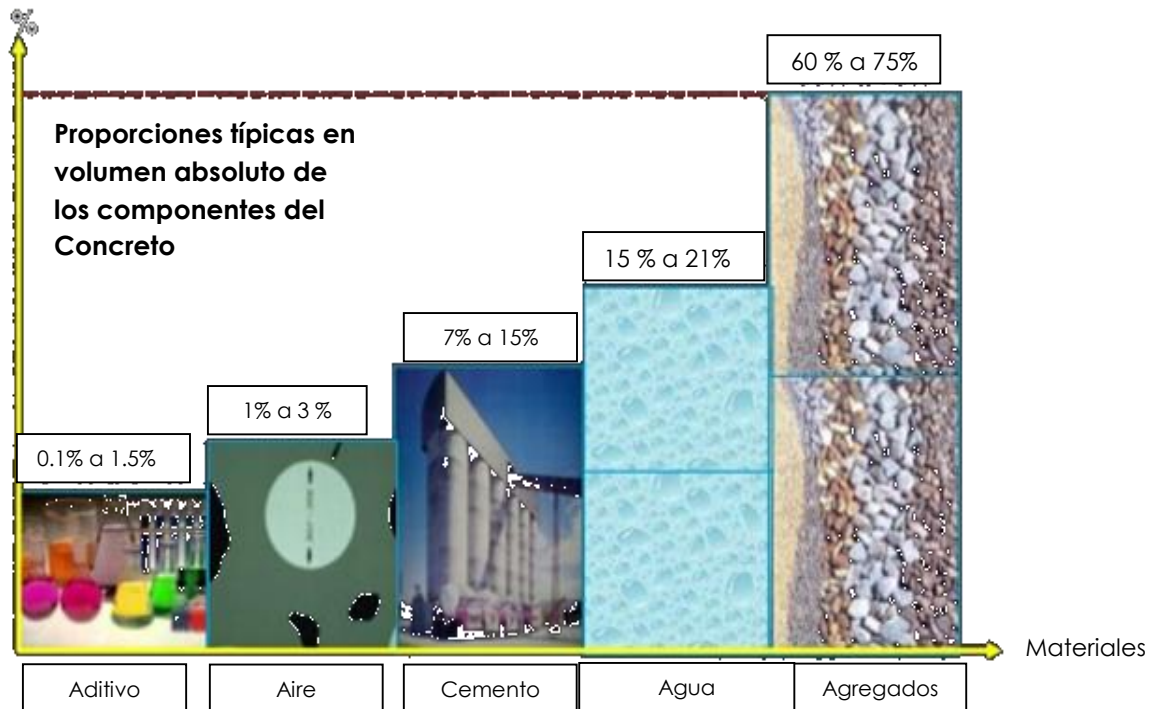 %
60 % a 75%
Proporciones típicas en
volumen absoluto de
los componentes del
Concreto
15 % a 21%
7% a 15%
1% a 3 %
0.1% a 1.5%
Materiales
Aditivo
Aire
Cemento
Agua
Agregados